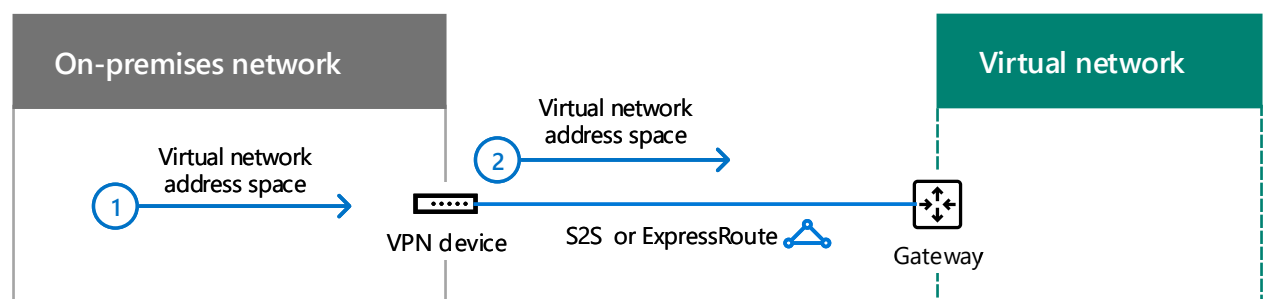 On-premises network
Virtual network
Virtual network
address space
2
Virtual network
address space
1
VPN device
S2S or ExpressRoute
Gateway